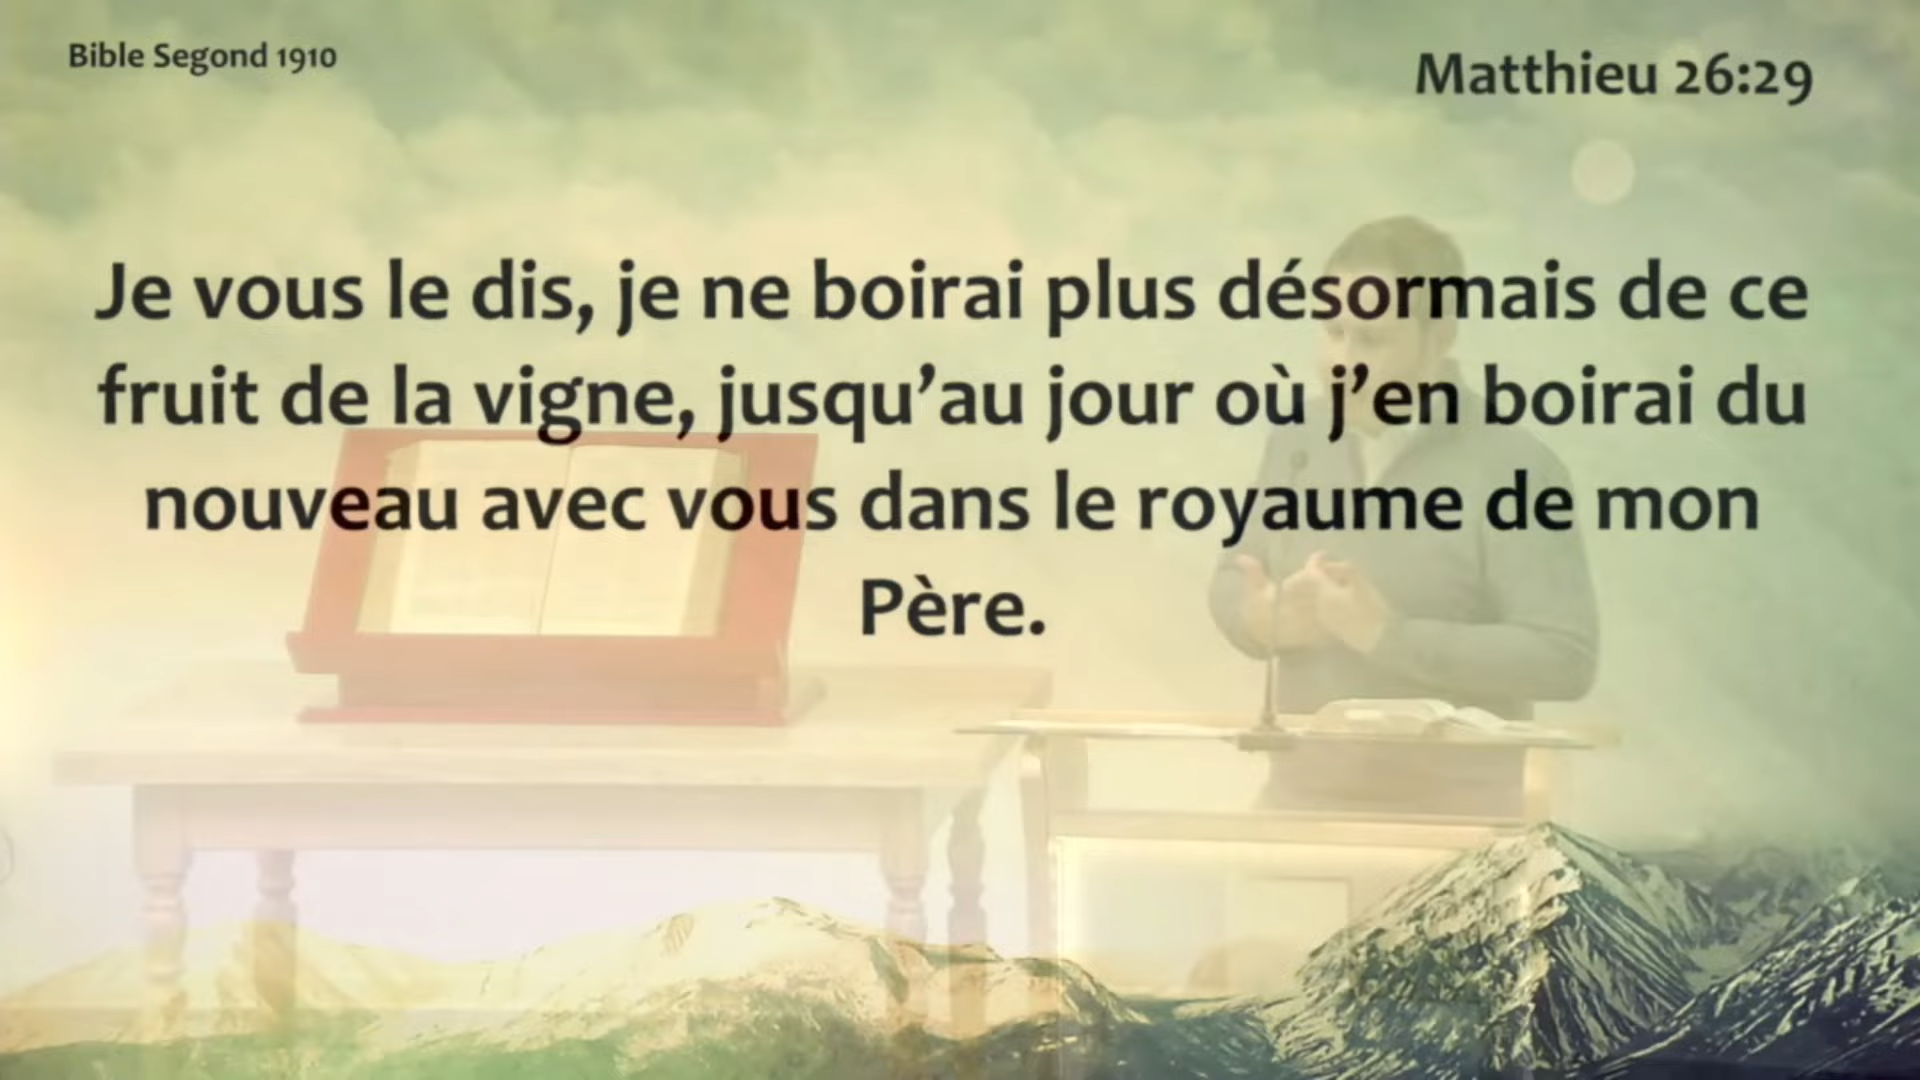 Bible Segond 1910
Matthieu 26:29
Je vous le dis, je ne boirai plus désormais de ce
fruit de la vigne, jusqu’au jour où j’en boirai du
nouveau avec vous dans le royaume de mon
Père.